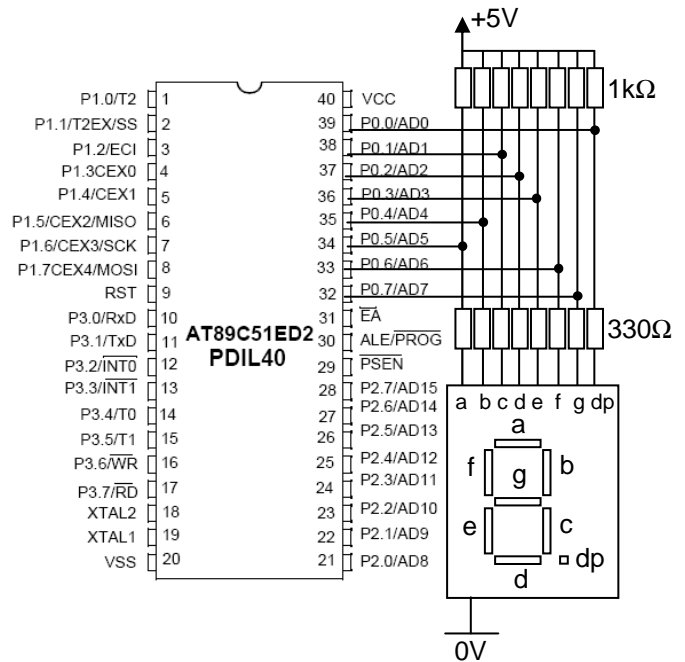 +5V
1kΩ
P1.0/T2 1 40 VCC
P1.1/T2EX/SS 2 39 P0.0/AD0
P1.2/ECI 3 38 P0.1/AD1
P1.3CEX0 4 37 P0.2/AD2
P1.4/CEX1 5 36 P0.3/AD3
P1.5/CEX2/MISO 6 35 P0.4/AD4
P1.6/CEX3/SCK 7 34 P0.5/AD5
P1.7CEX4/MOSI 8 33 P0.6/AD6
RST 9 32 P0.7/AD7
P3.0/RxD 10 31 EA
P3.1/TxD 11 AT89C51ED2 30 ALE/PROG
P3.2/INT0 12 PDIL40 29 PSEN
P3.3/INT1 13 28 P2.7/AD15
P3.4/T0 14 27 P2.6/AD14
P3.5/T1 15 26 P2.5/AD13
P3.6/WR 16 25 P2.4/AD12
P3.7/RD 17 24 P2.3/AD11
XTAL2 18 23 P2.2/AD10
XTAL1 19 22 P2.1/AD9
VSS 20 21 P2.0/AD8
330Ω
a b c d e f g dp
a
f g b
e c
d dp
0V